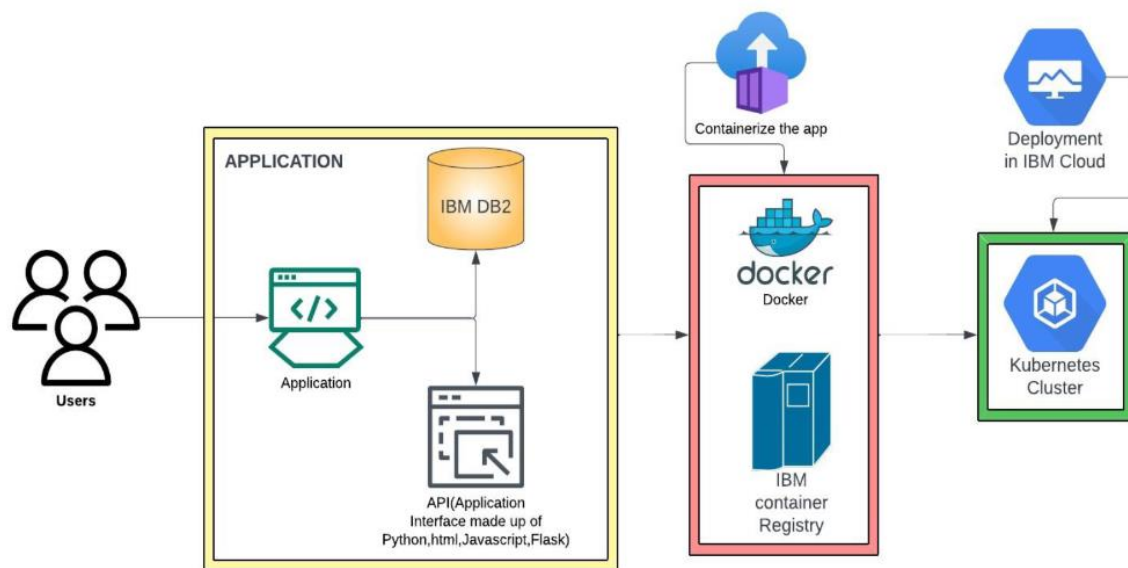 Containerize the app
Deployment
in IBM Cloud
APPLICATION
IBM DB2
</>
Application
Users
API(Application
Interface made up of
Python,html,Javascript,Flask)
docker
Docker
IBM
container
Registry
Kubernetes
Cluster